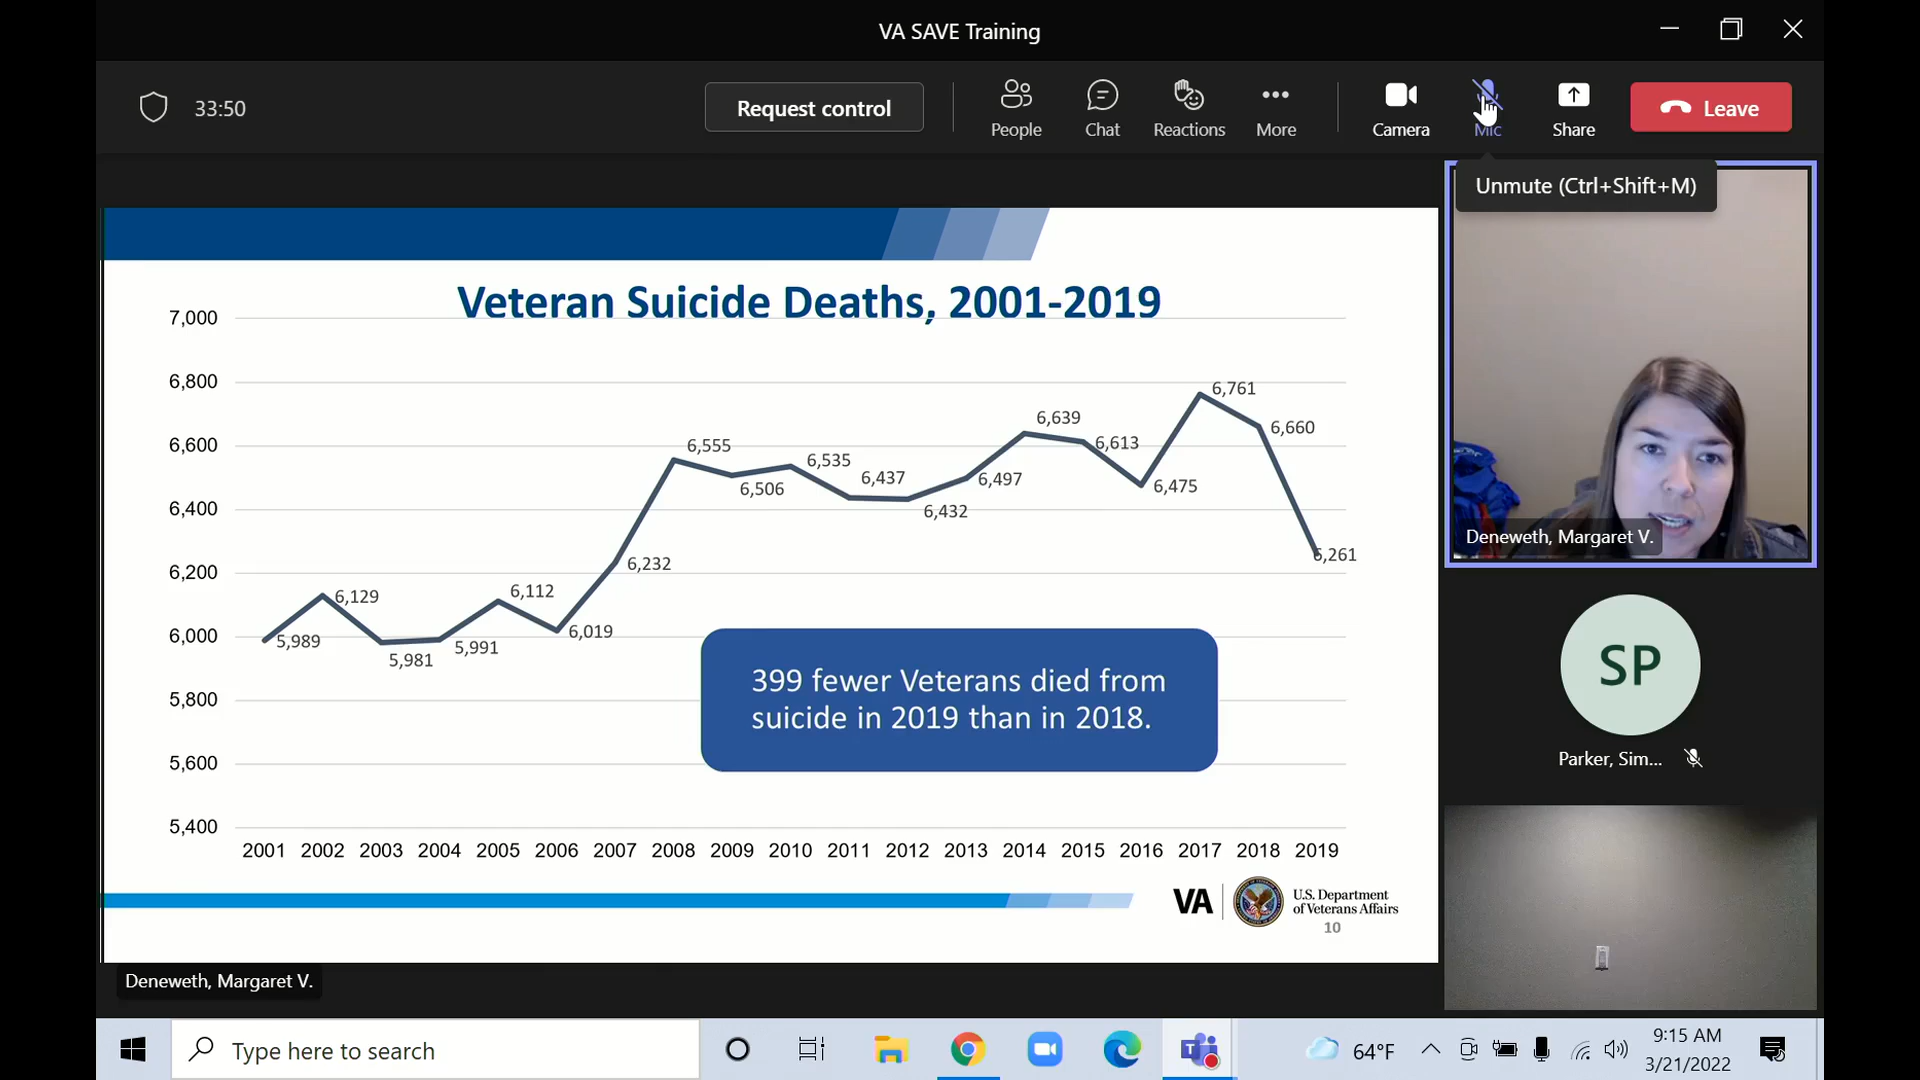 VA SAVE Training
33:50
Request control
People
Chat
Reactions
More
Camera
Mic
Share
Leave
Unmute (Ctrl+Shift+M)
Veteran Suicide Deaths, 2001-2019
7,000
6,800
6,600
6,400
6,200
6,000
5,800
5,600
5,400
5,989
6,129
5,981
5,991
6,112
6,019
6,232
6,555
6,506
6,535
6,437
6,432
6,497
6,639
6,613
6,475
6,761
6,660
6,261
399 fewer Veterans died from
suicide in 2019 than in 2018.
2001 2002 2003 2004 2005 2006 2007 2008 2009 2010 2011 2012 2013 2014 2015 2016 2017 2018 2019
VA
U.S. Department
of Veterans Affairs
10
Deneweth, Margaret V.
Deneweth, Margaret V.
SP
Parker, Sim...
Type here to search
64°F
9:15 AM
3/21/2022